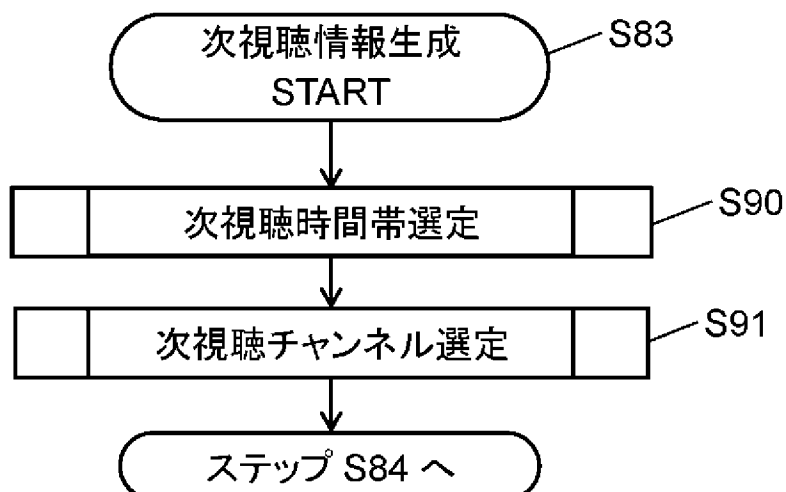 次視聴情報生成
START
S83
次視聴時間帯選定
S90
次視聴チャンネル選定
S91
ステップ S84 へ